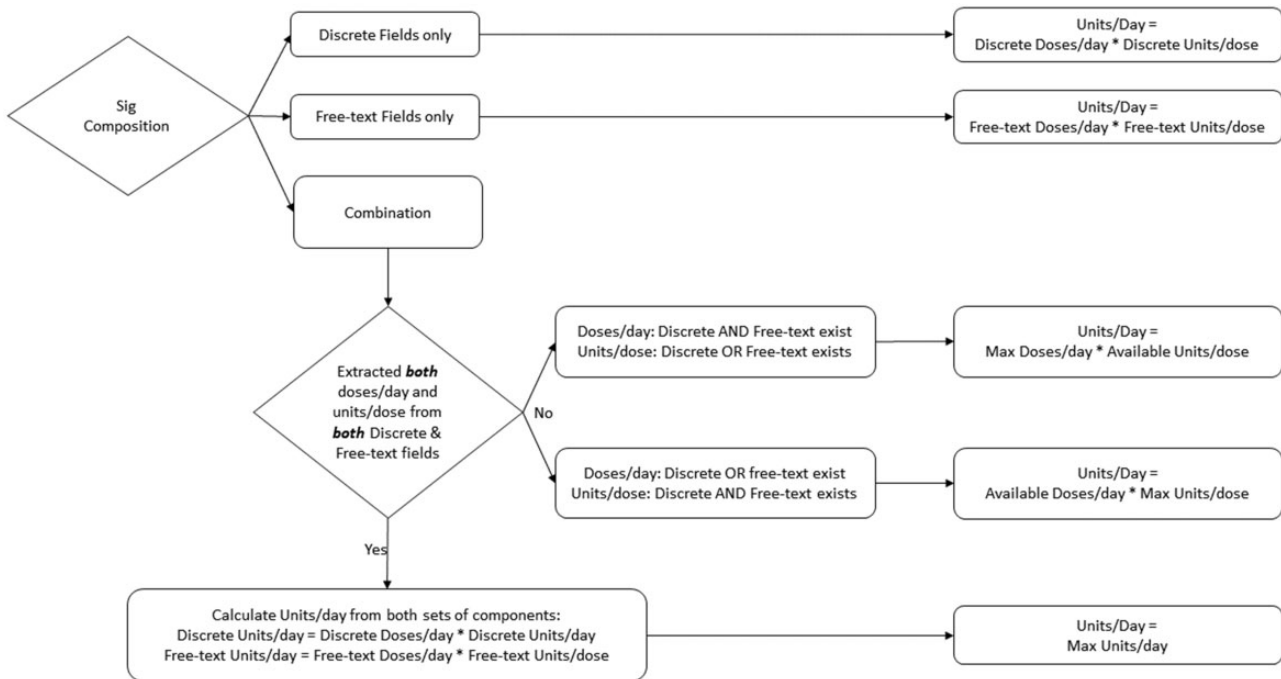 Sig
Composition
Discrete Fields only
Units/Day =
Discrete Doses/day * Discrete Units/dose
Free-text Fields only
Units/Day =
Free-text Doses/day * Free-text Units/dose
Combination
Extracted both
doses/day and
units/dose from
both Discrete &
Free-text fields
No
Doses/day: Discrete AND Free-text exist
Units/dose: Discrete OR Free-text exists
Units/Day =
Max Doses/day * Available Units/dose
Doses/day: Discrete OR free-text exist
Units/dose: Discrete AND Free-text exists
Units/Day =
Available Doses/day * Max Units/dose
Yes
Calculate Units/day from both sets of components:
Discrete Units/day = Discrete Doses/day * Discrete Units/day
Free-text Units/day = Free-text Doses/day * Free-text Units/dose
Units/Day =
Max Units/day